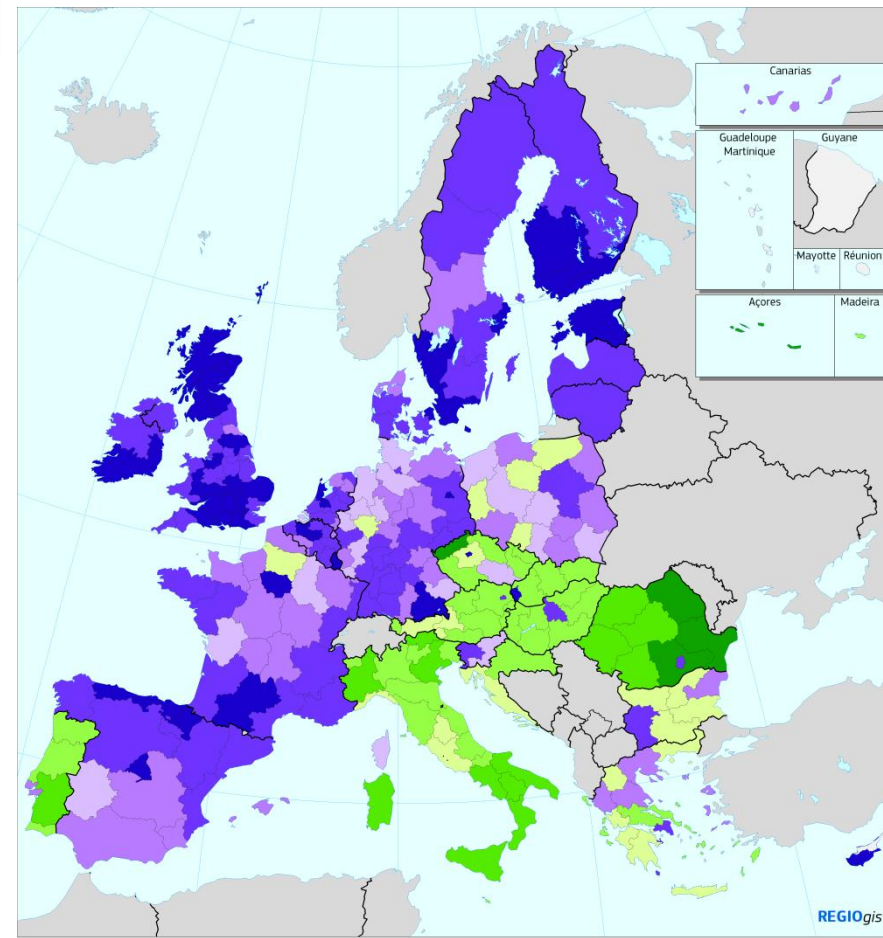 Canarias
Guadeloupe
Martinique
Guyane
Mayotte
Réunion
Açores
Madeira
REGIOgis